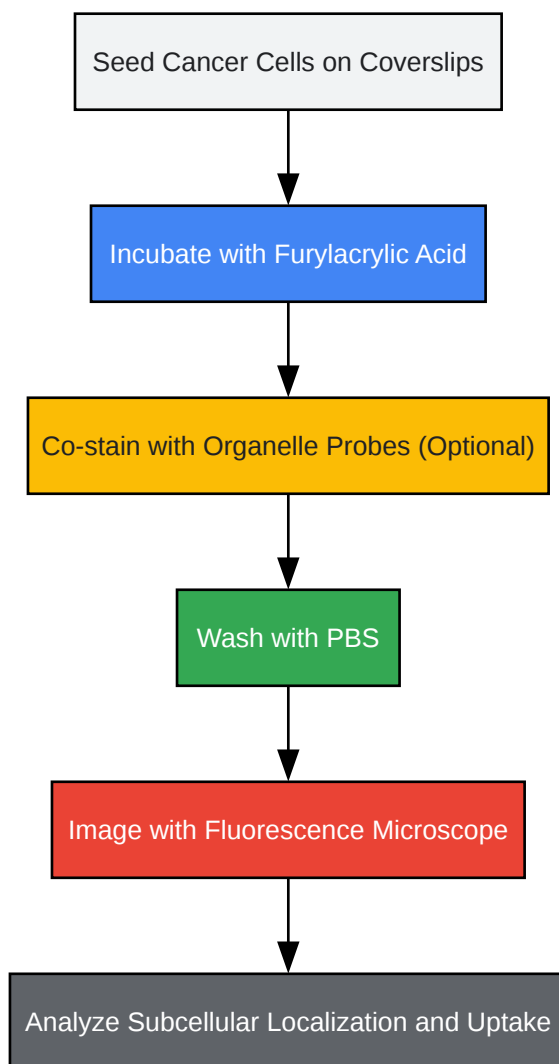 Seed Cancer Cells on Coverslips
Incubate with Furylacrylic Acid
Co-stain with Organelle Probes (Optional)
Wash with PBS
Image with Fluorescence Microscope
Analyze Subcellular Localization and Uptake